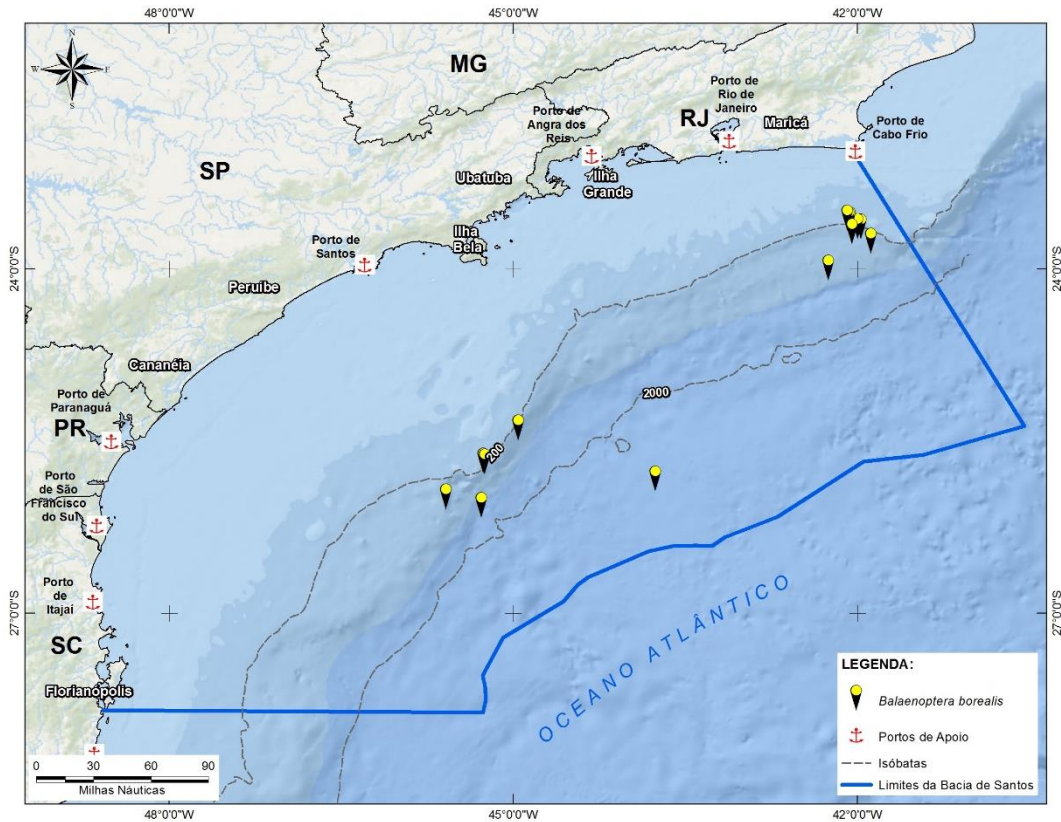 48°0'0"W
45°0'0"W
42°0'0"W
N
W
E
S
MG
Porto de
Angra dos
Reis
RJ
Porto de
Rio de
Janeiro
Maricá
Porto de
Cabo Frio
SP
Ubatuba
Ilha
Grande
Ilha
Bela
Porto de
Santos
24°0'0"S
24°0'0"S
Peruíbe
Cananéia
2000
Porto de
Paranaguá
PR
200
Porto
de São
Francisco
do Sul
Porto
de
Itajaí
27°0'0"S
27°0'0"S
SC
Florianópolis
OCEANO ATLÂNTICO
LEGENDA:
Balaenoptera borealis
Portos de Apoio
Isóbatas
Limites da Bacia de Santos
0 30 60 90
Milhas Náuticas
48°0'0"W
45°0'0"W
42°0'0"W